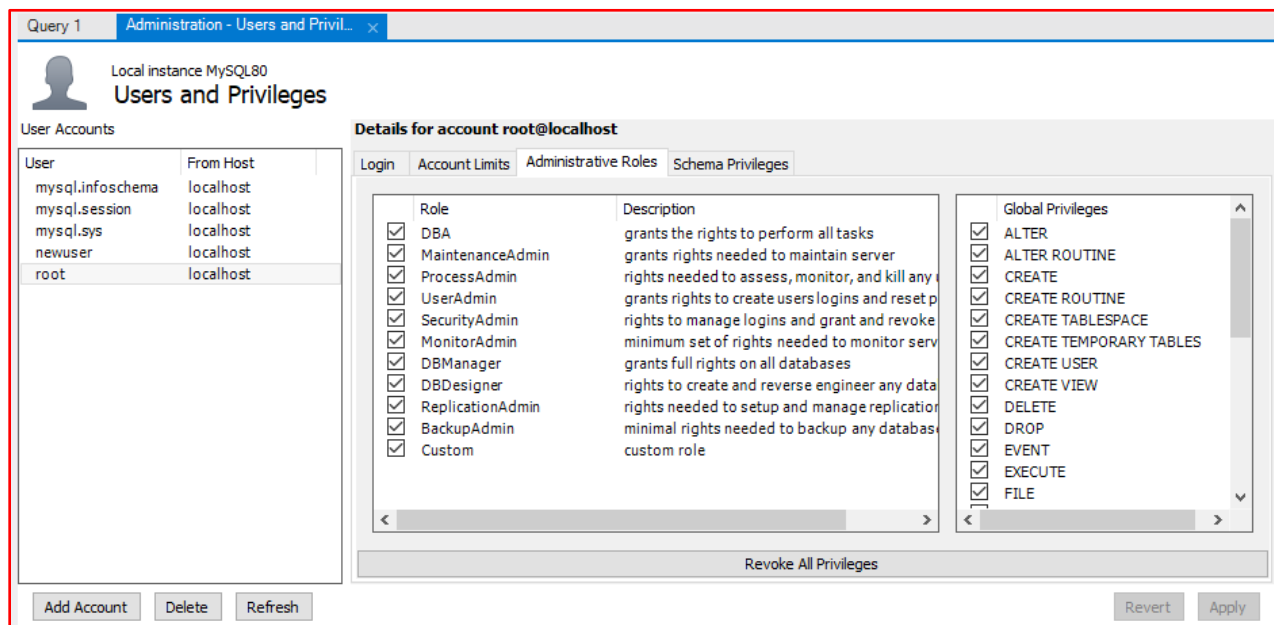 Query 1
Administration - Users and Privil...
Local instance MySQL80
Users and Privileges
User Accounts
User From Host
mysql.infoschema localhost
mysql.session localhost
mysql.sys localhost
newuser localhost
root localhost
Add Account Delete Refresh
Details for account root@localhost
Login Account Limits Administrative Roles Schema Privileges
Role Description
DBA grants the rights to perform all tasks
MaintenanceAdmin grants rights needed to maintain server
ProcessAdmin rights needed to assess, monitor, and kill any
UserAdmin grants rights to create users logins and reset p
SecurityAdmin rights to manage logins and grant and revoke
MonitorAdmin minimum set of rights needed to monitor serv
DBManager grants full rights on all databases
DBDesigner rights to create and reverse engineer any data
ReplicationAdmin rights needed to setup and manage replication
BackupAdmin minimal rights needed to backup any database
Custom custom role
Global Privileges
ALTER
ALTER ROUTINE
CREATE
CREATE ROUTINE
CREATE TABLESPACE
CREATE TEMPORARY TABLES
CREATE USER
CREATE VIEW
DELETE
DROP
EVENT
EXECUTE
FILE
Revoke All Privileges
Revert Apply